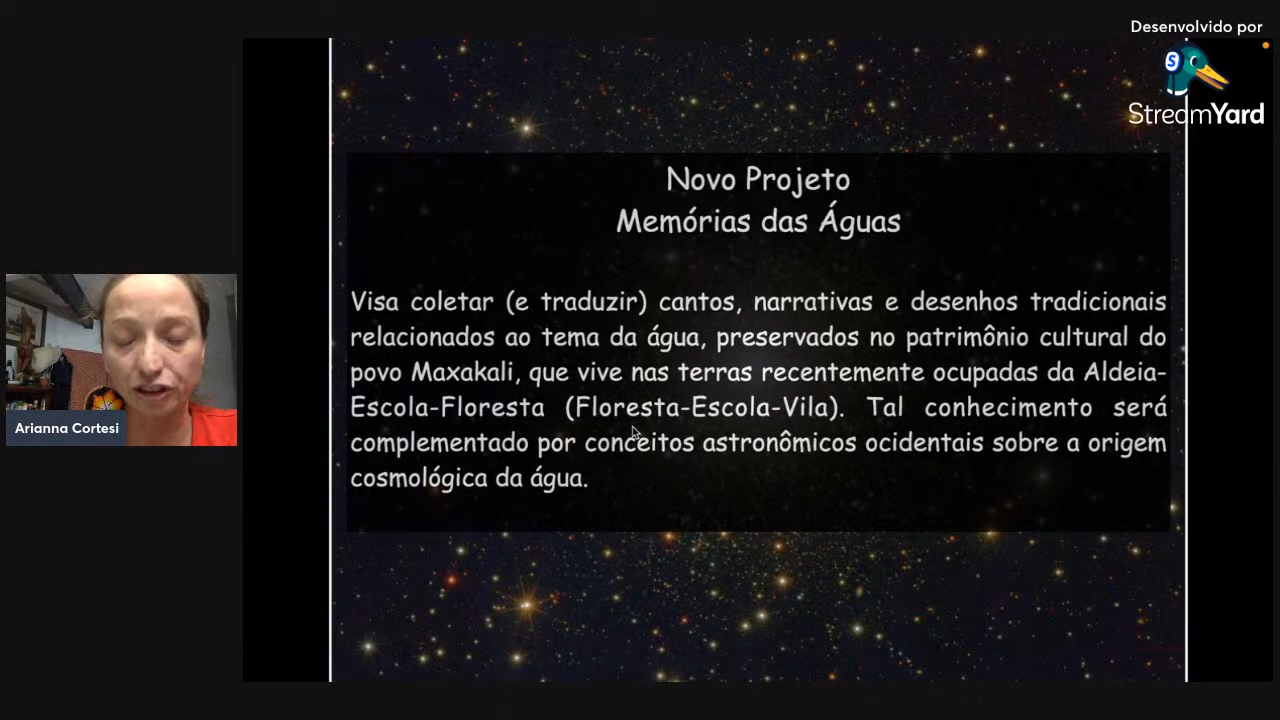 Desenvolvido por
StreamYard
Novo Projeto
Memórias das Águas
Visa coletar (e traduzir) cantos, narrativas e desenhos tradicionais
relacionados ao tema da água, preservados no patrimônio cultural do
povo Maxakali, que vive nas terras recentemente ocupadas da Aldeia-
Escola-Floresta (Floresta-Escola-Vila). Tal conhecimento será
complementado por conceitos astronômicos ocidentais sobre a origem
cosmológica da água.
Arianna Cortesi